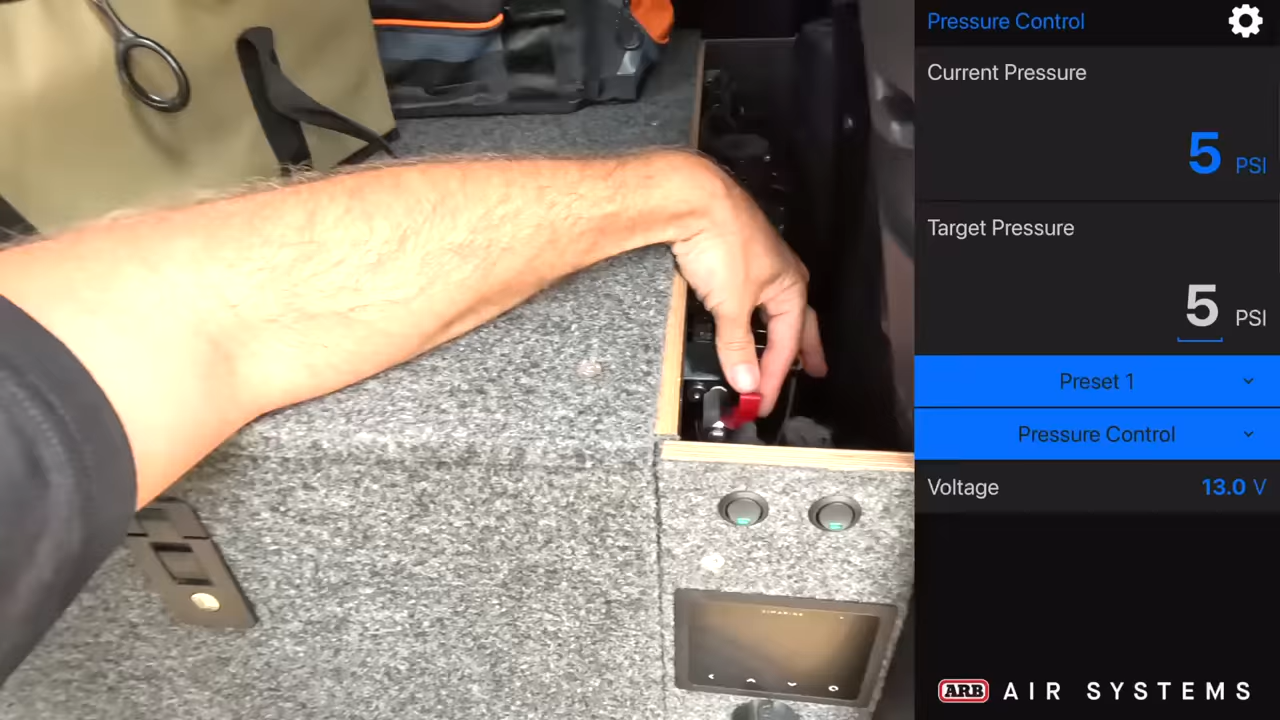 Pressure Control
Current Pressure
5 PSI
Target Pressure
5 PSI
Preset 1
Pressure Control
Voltage 13.0 V
ARB AIR SYSTEMS
SIMARINE